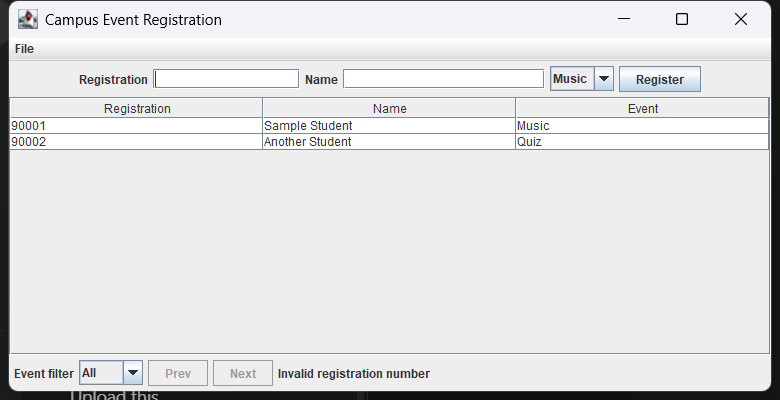 Campus Event Registration
File
Registration Name Music Register
Registration Name Event
90001 Sample Student Music
90002 Another Student Quiz
Event filter All Prev Next Invalid registration number
Upload this